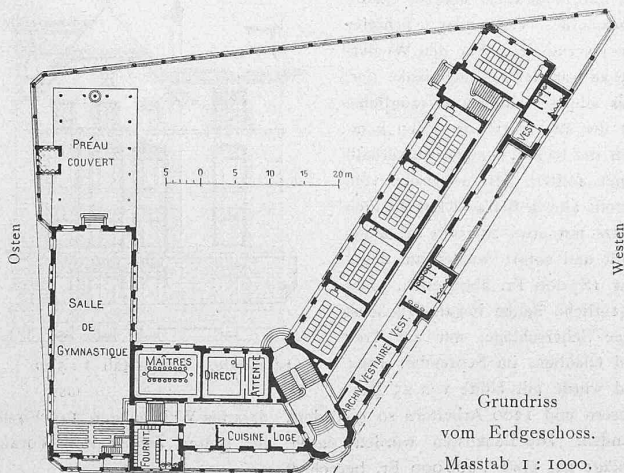 PRÉAU
COUVERT
5 0 5 10 15 20 m
Osten
Westen
SALLE
DE
GYMNASTIQUE
MAÎTRES
DIRECT.
ATTENTE
VEST.
VEST.
VESTIAIRE
ARCHIV.
FOURNIT.
CUISINE
LOGE
Grundriss
vom Erdgeschoss.
Masstab 1 : 1000.